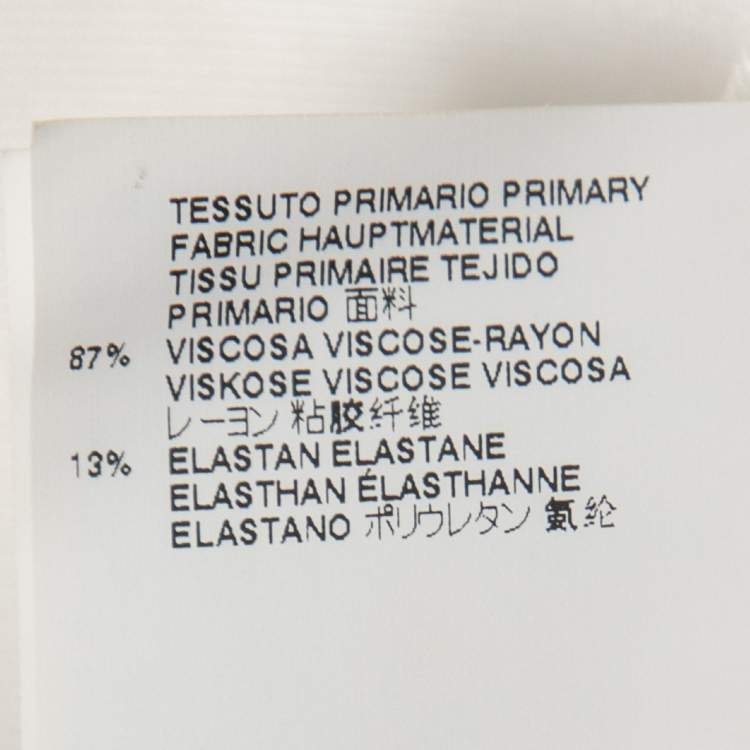 TESSUTO PRIMARIO PRIMARY
FABRIC HAUPTMATERIAL
TISSU PRIMAIRE TEJIDO
PRIMARIO 面料
87% VISCOSA VISCOSE-RAYON
VISKOSE VISCOSE VISCOSA
レーヨン 粘胶纤维
13% ELASTAN ELASTANE
ELASTHAN ÉLASTHANNE
ELASTANO ポリウレタン 氨纶